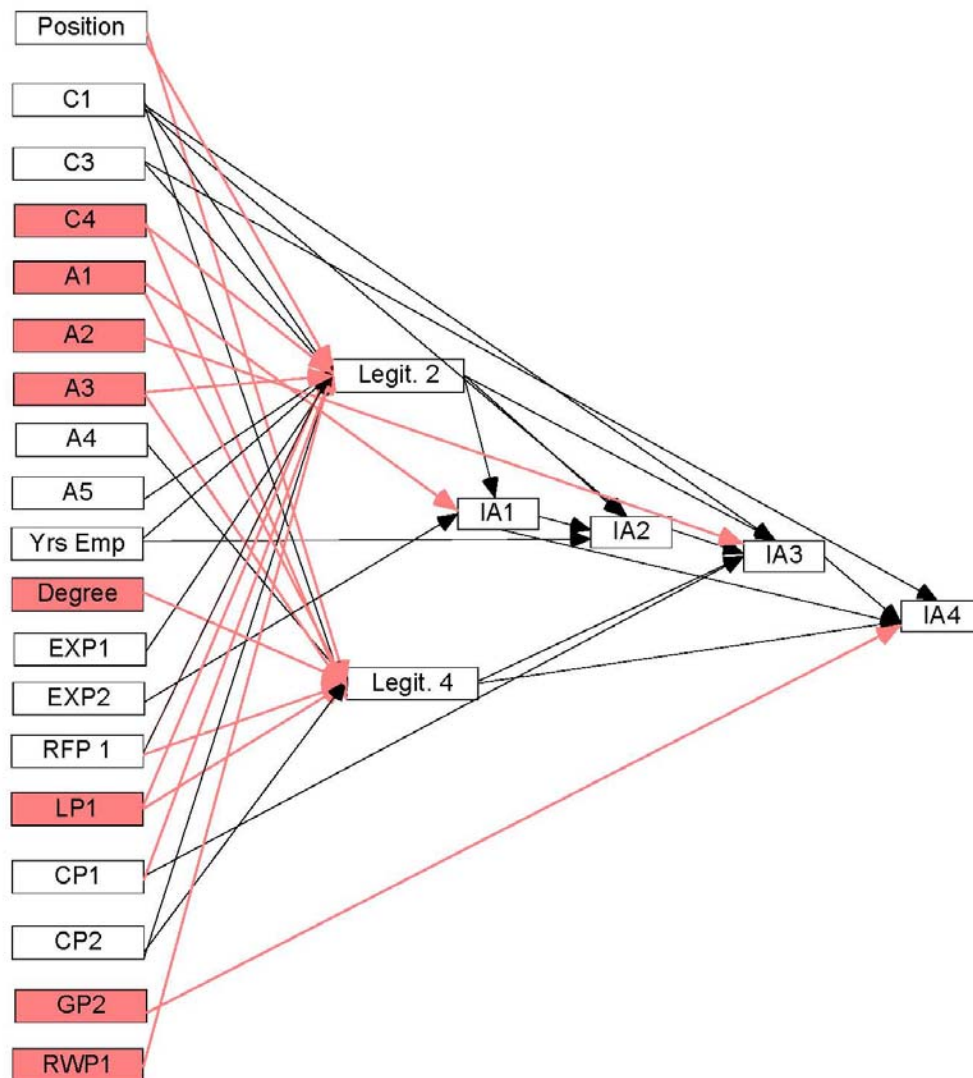 Position
C1
C3
C4
A1
A2
A3
A4
A5
Yrs Emp
Degree
EXP1
EXP2
RFP 1
LP1
CP1
CP2
GP2
RWP1
Legit. 2
Legit. 4
IA1
IA2
IA3
IA4